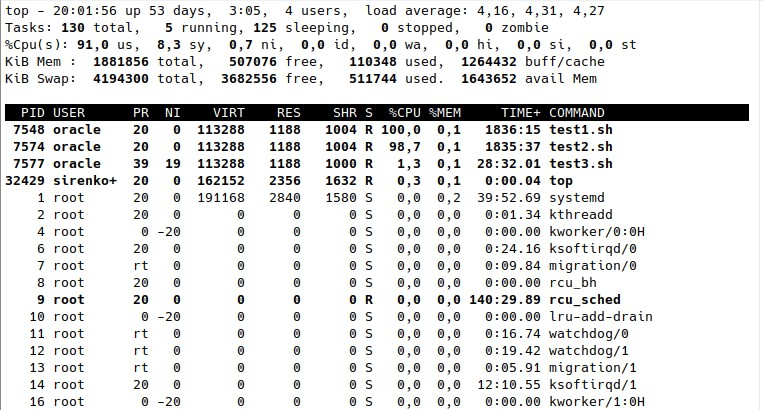 top - 20:01:56 up 53 days,  3:05,  4 users,  load average: 4,16, 4,31, 4,27
Tasks: 130 total,   5 running, 125 sleeping,   0 stopped,   0 zombie
%Cpu(s): 91,0 us,  8,3 sy,  0,7 ni,  0,0 id,  0,0 wa,  0,0 hi,  0,0 si,  0,0 st
KiB Mem :  1881856 total,   507076 free,   110348 used,  1264432 buff/cache
KiB Swap:  4194300 total,  3682556 free,   511744 used.  1643652 avail Mem
  PID USER      PR  NI    VIRT    RES    SHR S  %CPU %MEM     TIME+ COMMAND
 7548 oracle    20   0  113288   1188   1004 R 100,0  0,1   1836:15 test1.sh
 7574 oracle    20   0  113288   1188   1004 R  98,7  0,1   1835:37 test2.sh
 7577 oracle    39  19  113288   1188   1000 R   1,3  0,1  28:32.01 test3.sh
32429 sirenko+  20   0  162152   2356   1632 R   0,3  0,1   0:00.04 top
    1 root      20   0  191168   2840   1580 S   0,0  0,2  39:52.69 systemd
    2 root      20   0       0      0      0 S   0,0  0,0   0:01.34 kthreadd
    4 root       0 -20       0      0      0 S   0,0  0,0   0:00.00 kworker/0:0H
    6 root      20   0       0      0      0 S   0,0  0,0   0:24.16 ksoftirqd/0
    7 root      rt   0       0      0      0 S   0,0  0,0   0:09.84 migration/0
    8 root      20   0       0      0      0 S   0,0  0,0   0:00.00 rcu_bh
    9 root      20   0       0      0      0 R   0,0  0,0 140:29.89 rcu_sched
   10 root       0 -20       0      0      0 S   0,0  0,0   0:00.00 lru-add-drain
   11 root      rt   0       0      0      0 S   0,0  0,0   0:16.74 watchdog/0
   12 root      rt   0       0      0      0 S   0,0  0,0   0:19.42 watchdog/1
   13 root      rt   0       0      0      0 S   0,0  0,0   0:05.91 migration/1
   14 root      20   0       0      0      0 S   0,0  0,0  12:10.55 ksoftirqd/1
   16 root       0 -20       0      0      0 S   0,0  0,0   0:00.00 kworker/1:0H